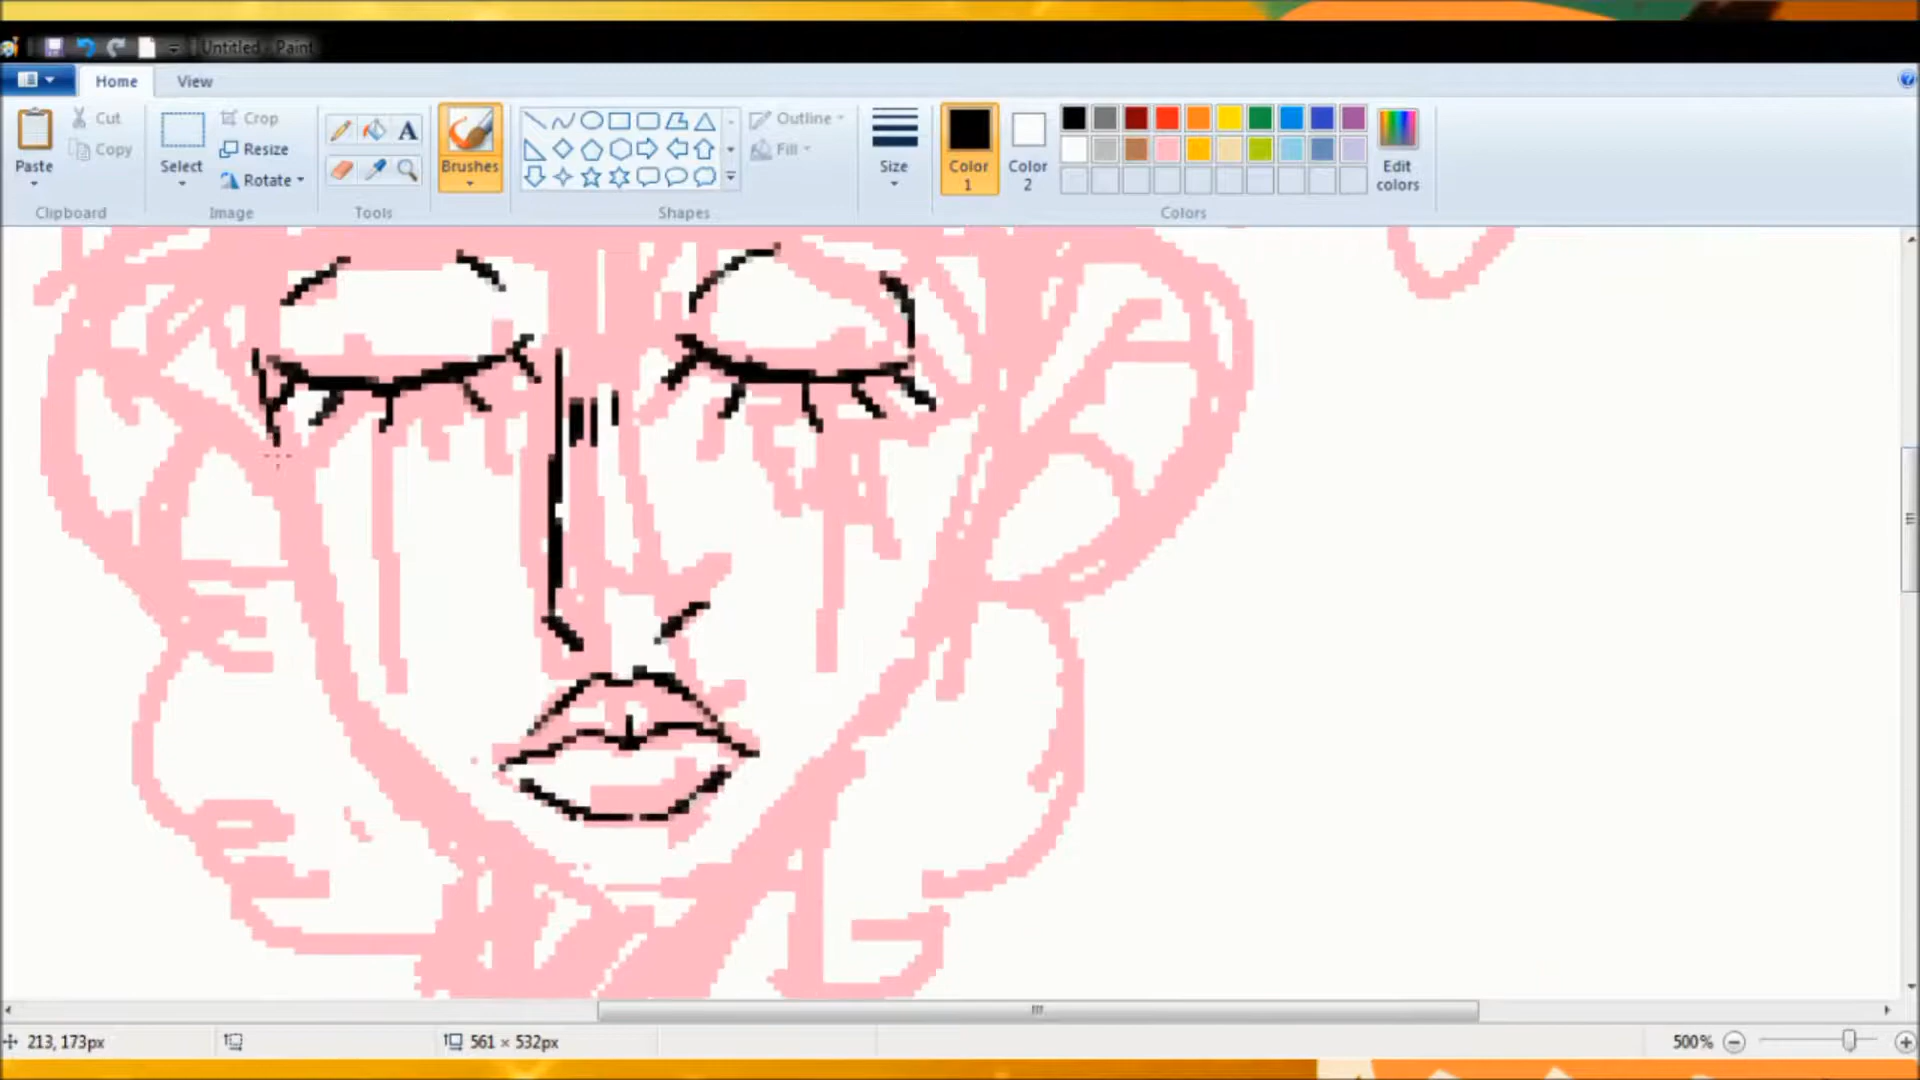 Untitled - Paint
Home View
Cut
Copy
Paste
Clipboard
Select
Crop
Resize
Rotate
Image
A
Tools
Brushes
Outline
Fill
Shapes
Size
Color
1
Color
2
Edit
colors
Colors
213, 173px
561 × 532px
500%